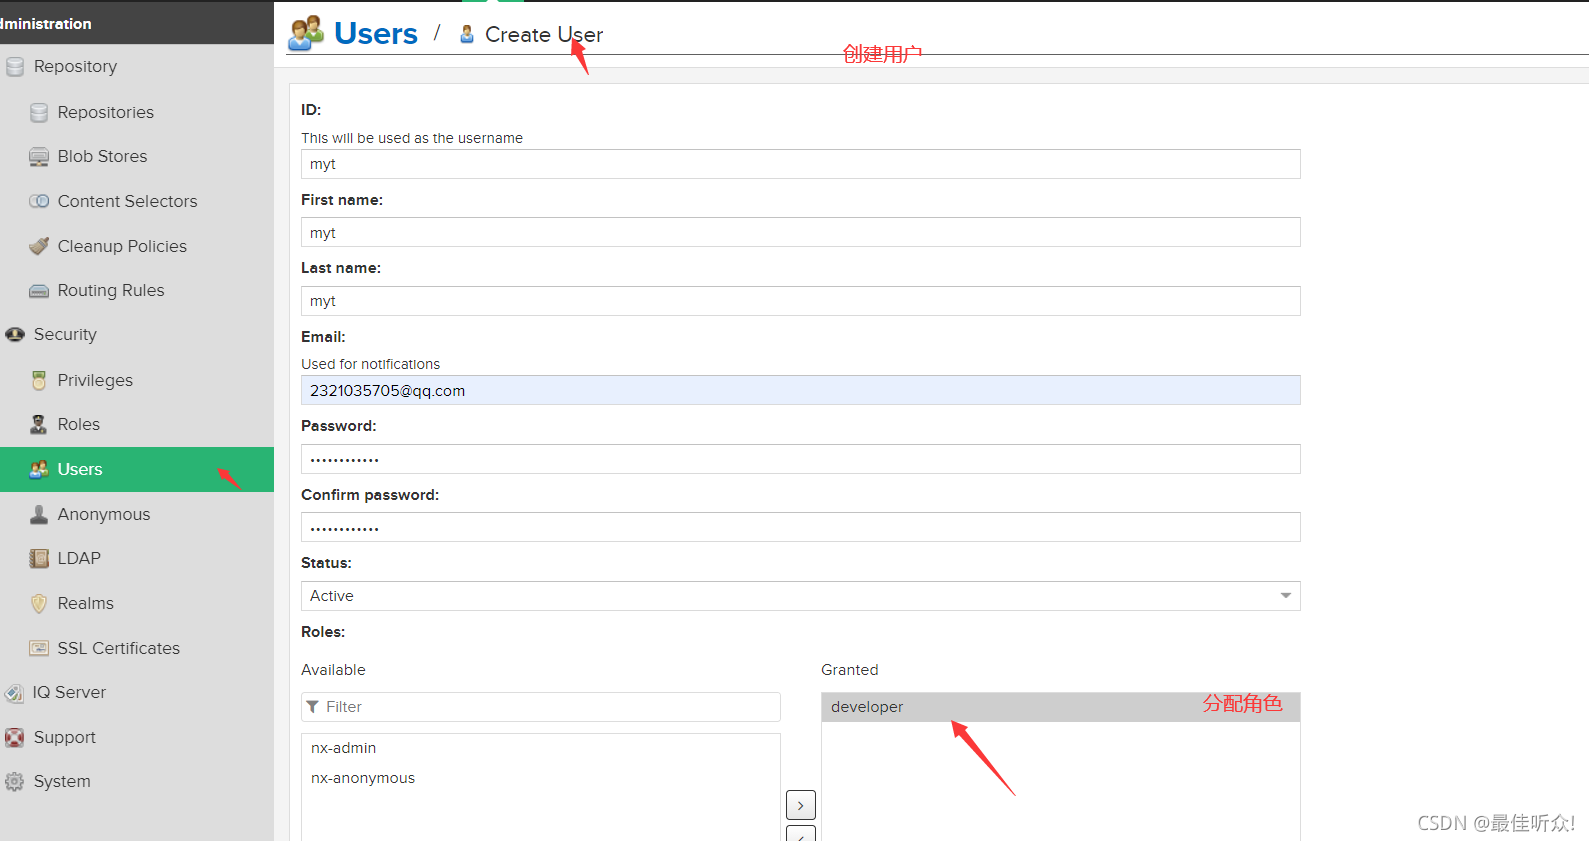 dministration
Users / Create User
创建用户
Repository
Repositories
Blob Stores
Content Selectors
Cleanup Policies
Routing Rules
Security
Privileges
Roles
Users
Anonymous
LDAP
Realms
SSL Certificates
IQ Server
Support
System
ID:
This will be used as the username
myt
First name:
myt
Last name:
myt
Email:
Used for notifications
2321035705@qq.com
Password:
••••••••••••
Confirm password:
••••••••••••
Status:
Active
Roles:
Available
Filter
nx-admin
nx-anonymous
Granted
developer
分配角色
CSDN @最佳听众!